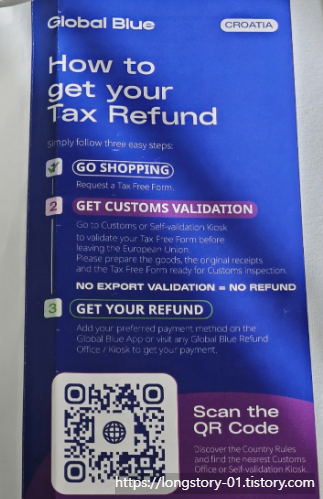 Global Blue
CROATIA
How to
get your
Tax Refund
Simply follow three easy steps:
GO SHOPPING
Request a Tax Free Form.
2
GET CUSTOMS VALIDATION
Go to Customs or Self-validation Kiosk
to validate your Tax Free Form before
leaving the European Union.
Please prepare the goods, the original receipts
and the Tax Free Form ready for Customs inspection.
NO EXPORT VALIDATION = NO REFUND
3
GET YOUR REFUND
Add your preferred payment method on the
Global Blue App or visit any Global Blue Refund
Office / Kiosk to get your payment.
Scan the
QR Code
Discover the Country Rules
and find the nearest Customs
Office or Self-validation Kiosk.
https://longstory-01.tistory.com